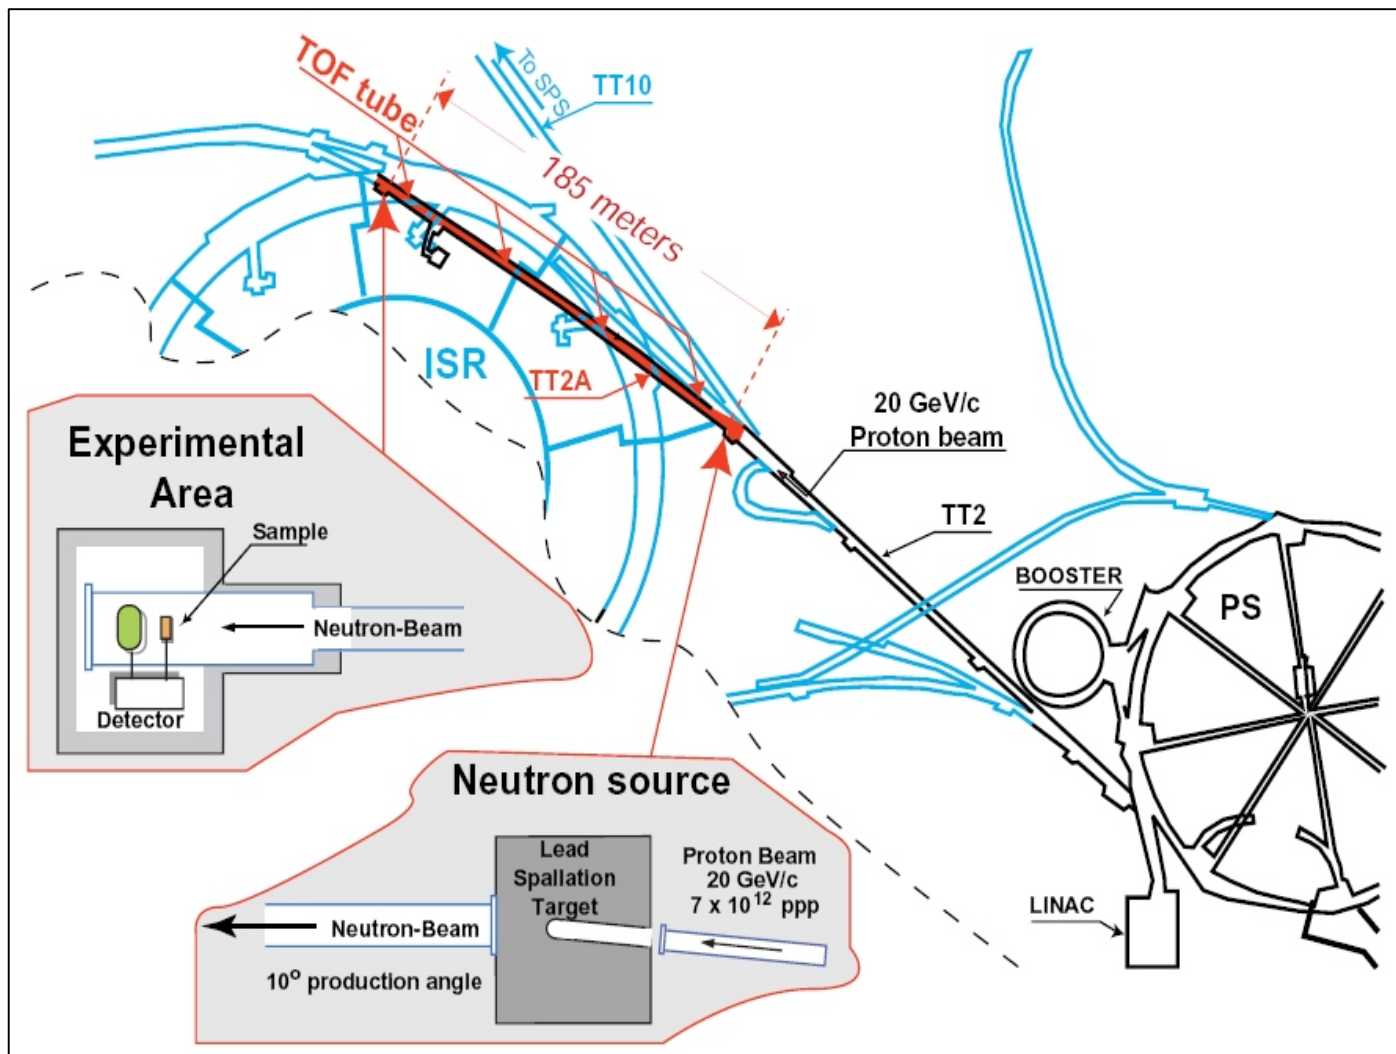 TOF tube
To SPS
TT10
185 meters
ISR
TT2A
20 GeV/c
Proton beam
TT2
BOOSTER
PS
LINAC
Experimental
Area
Sample
Neutron-Beam
Detector
Neutron source
Lead
Spallation
Target
Proton Beam
20 GeV/c
7 x 10¹² ppp
Neutron-Beam
10° production angle